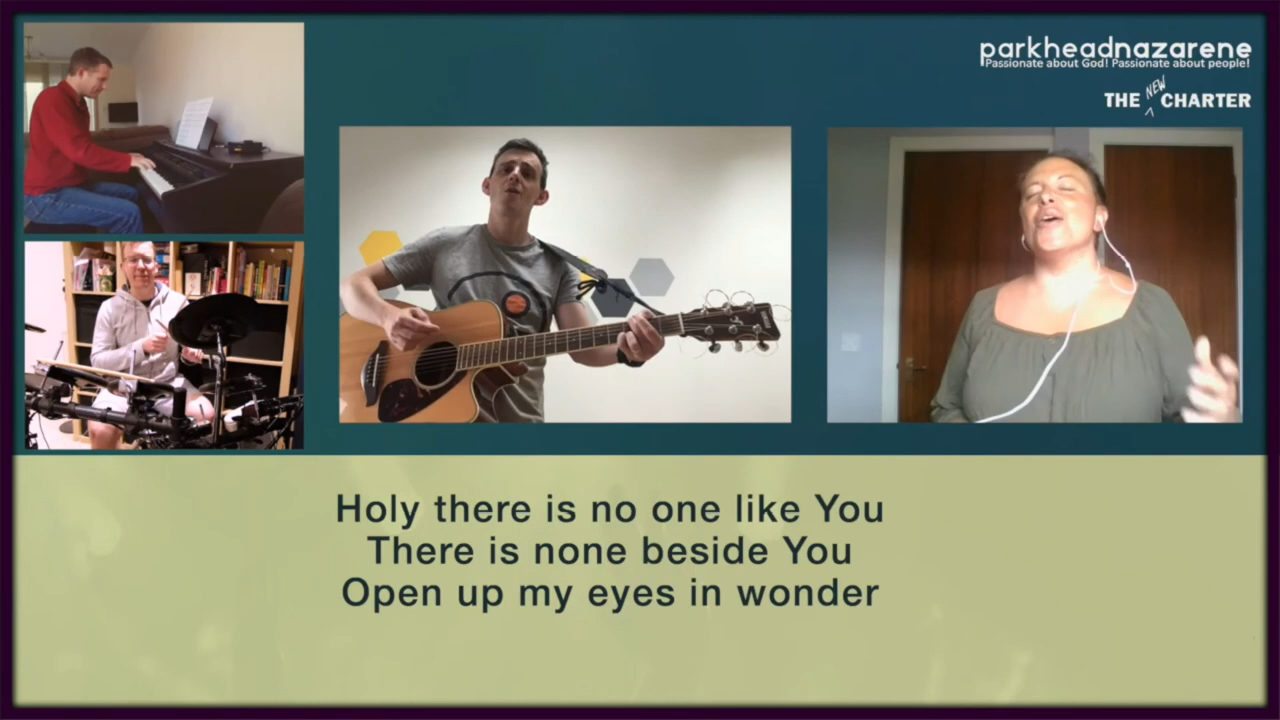 parkheadnazarene
Passionate about God! Passionate about people!
NEW
THE ^ CHARTER
Holy there is no one like You
There is none beside You
Open up my eyes in wonder